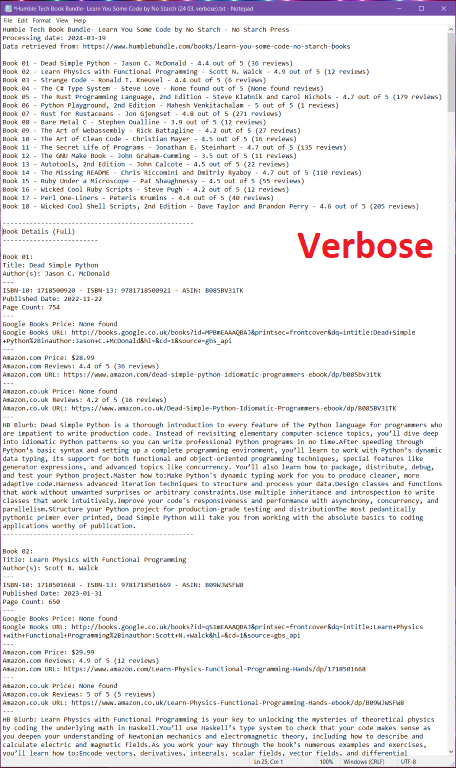 *Humble Tech Book Bundle- Learn You Some Code by No Starch (24 03. verbose).txt - Notepad
File Edit Format View Help
Humble Tech Book Bundle- Learn You Some Code by No Starch - No Starch Press
Processing date: 2024-03-19
Data retrieved from: https://www.humblebundle.com/books/learn-you-some-code-no-starch-books
Book 01 - Dead Simple Python - Jason C. McDonald - 4.4 out of 5 (36 reviews)
Book 02 - Learn Physics with Functional Programming - Scott N. Walck - 4.9 out of 5 (12 reviews)
Book 03 - Strange Code - Ronald T. Kneusel - 4.4 out of 5 (6 reviews)
Book 04 - The C# Type System - Steve Love - None found out of 5 (None found reviews)
Book 05 - The Rust Programming Language, 2nd Edition - Steve Klabnik and Carol Nichols - 4.7 out of 5 (179 reviews)
Book 06 - Python Playground, 2nd Edition - Mahesh Venkitachalam - 5 out of 5 (1 reviews)
Book 07 - Rust for Rustaceans - Jon Gjengset - 4.8 out of 5 (271 reviews)
Book 08 - Bare Metal C - Stephen Oualline - 3.9 out of 5 (12 reviews)
Book 09 - The Art of WebAssembly - Rick Battagline - 4.2 out of 5 (27 reviews)
Book 10 - The Art of Clean Code - Christian Mayer - 4.5 out of 5 (16 reviews)
Book 11 - The Secret Life of Programs - Jonathan E. Steinhart - 4.7 out of 5 (135 reviews)
Book 12 - The GNU Make Book - John Graham-Cumming - 3.5 out of 5 (11 reviews)
Book 13 - Autotools, 2nd Edition - John Calcote - 4.5 out of 5 (22 reviews)
Book 14 - The Missing README - Chris Riccomini and Dmitriy Ryaboy - 4.7 out of 5 (110 reviews)
Book 15 - Ruby Under a Microscope - Pat Shaughnessy - 4.5 out of 5 (55 reviews)
Book 16 - Wicked Cool Ruby Scripts - Steve Pugh - 4.2 out of 5 (12 reviews)
Book 17 - Perl One-Liners - Peteris Krumins - 4.4 out of 5 (40 reviews)
Book 18 - Wicked Cool Shell Scripts, 2nd Edition - Dave Taylor and Brandon Perry - 4.6 out of 5 (205 reviews)
------------------------------------------------
Book Details (Full)
------------------------
Verbose
Book 01:
Title: Dead Simple Python
Author(s): Jason C. McDonald
---
ISBN-10: 1718500920 - ISBN-13: 9781718500921 - ASIN: B085BV31TK
Published Date: 2022-11-22
Page Count: 754
---
Google Books Price: None found
Google Books URL: http://books.google.co.uk/books?id=MPBmEAAAQBAJ&printsec=frontcover&dq=intitle:Dead+Simple
+Python%2Binauthor:Jason+C.+McDonald&hl=&cd=1&source=gbs_api
---
Amazon.com Price: $28.99
Amazon.com Reviews: 4.4 of 5 (36 reviews)
Amazon.com URL: https://www.amazon.com/dead-simple-python-idiomatic-programmers-ebook/dp/b085bv31tk
---
Amazon.co.uk Price: None found
Amazon.co.uk Reviews: 4.2 of 5 (16 reviews)
Amazon.co.uk URL: https://www.amazon.com/Dead-Simple-Python-Idiomatic-Programmers-ebook/dp/B085BV31TK
---
HB Blurb: Dead Simple Python is a thorough introduction to every feature of the Python language for programmers who
are impatient to write production code. Instead of revisiting elementary computer science topics, you'll dive deep
into idiomatic Python patterns so you can write professional Python programs in no time.After speeding through
Python's basic syntax and setting up a complete programming environment, you'll learn to work with Python's dynamic
data typing, its support for both functional and object-oriented programming techniques, special features like
generator expressions, and advanced topics like concurrency. You'll also learn how to package, distribute, debug,
and test your Python project.Master how to:Make Python's dynamic typing work for you to produce cleaner, more
adaptive code.Harness advanced iteration techniques to structure and process your data.Design classes and functions
that work without unwanted surprises or arbitrary constraints.Use multiple inheritance and introspection to write
classes that work intuitively.Improve your code's responsiveness and performance with asynchrony, concurrency, and
parallelism.Structure your Python project for production-grade testing and distributionThe most pedantically
pythonic primer ever printed, Dead Simple Python will take you from working with the absolute basics to coding
applications worthy of publication.
------------------------------------------------
Book 02:
Title: Learn Physics with Functional Programming
Author(s): Scott N. Walck
---
ISBN-10: 1718501668 - ISBN-13: 9781718501669 - ASIN: B09WJWSFW8
Published Date: 2023-01-31
Page Count: 650
---
Google Books Price: None found
Google Books URL: http://books.google.co.uk/books?id=qS1mEAAAQBAJ&printsec=frontcover&dq=intitle:Learn+Physics
+with+Functional+Programming%2Binauthor:Scott+N.+Walck&hl=&cd=1&source=gbs_api
---
Amazon.com Price: $29.99
Amazon.com Reviews: 4.9 of 5 (12 reviews)
Amazon.com URL: https://www.amazon.com/Learn-Physics-Functional-Programming-Hands/dp/1718501668
---
Amazon.co.uk Price: None found
Amazon.co.uk Reviews: 5 of 5 (5 reviews)
Amazon.co.uk URL: https://www.amazon.com/Learn-Physics-Functional-Programming-Hands-ebook/dp/B09WJWSFW8
---
HB Blurb: Learn Physics with Functional Programming is your key to unlocking the mysteries of theoretical physics
by coding the underlying math in Haskell.You'll use Haskell's type system to check that your code makes sense as
you deepen your understanding of Newtonian mechanics and electromagnetic theory, including how to describe and
calculate electric and magnetic fields.As you work your way through the book's numerous examples and exercises,
you'll learn how to:Encode vectors, derivatives, integrals, scalar fields, vector fields, and differential
Ln 25, Col 1 100% Windows (CRLF) UTF-8